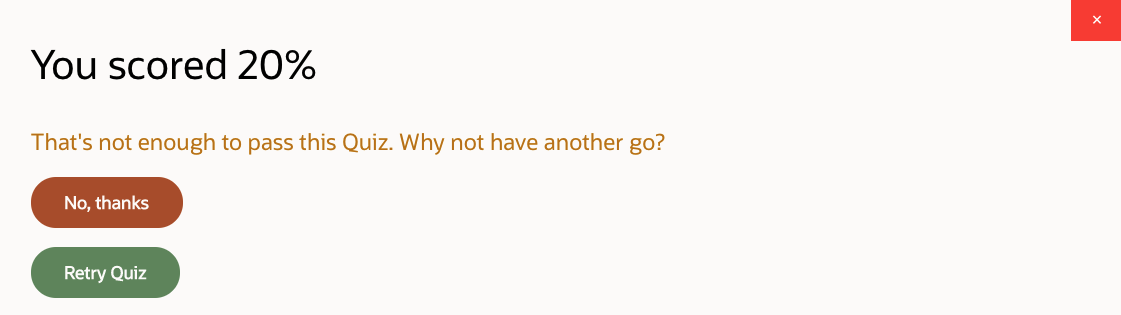 ×
You scored 20%
That's not enough to pass this Quiz. Why not have another go?
No, thanks
Retry Quiz